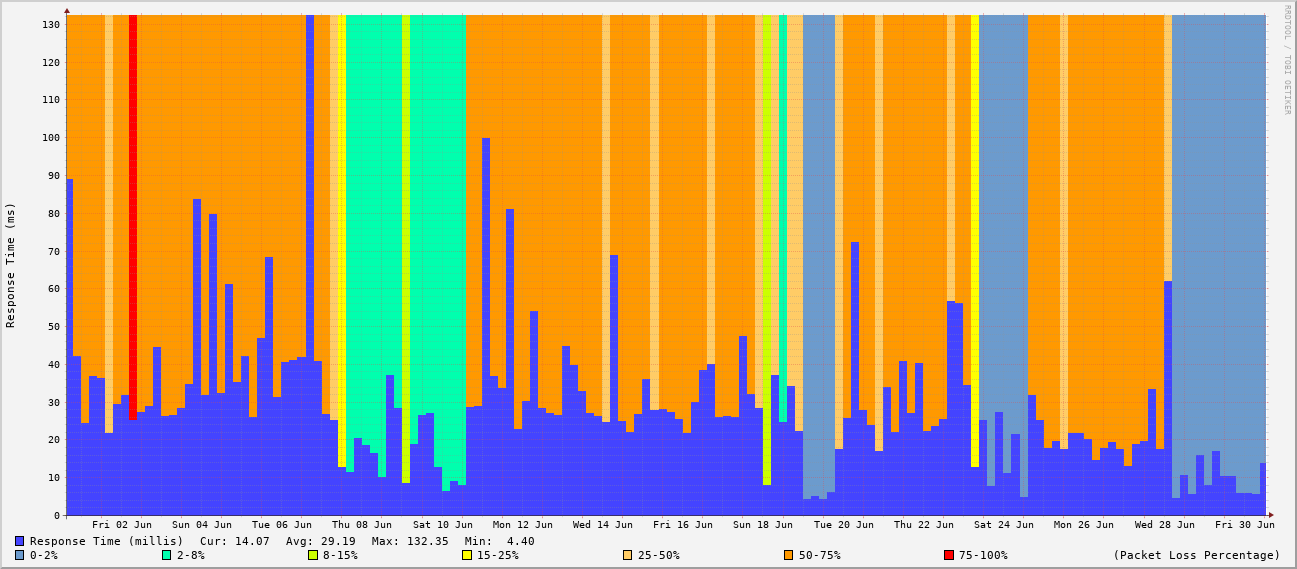 RRDTOOL / TOBI OETIKER
Response Time (ms)
130
120
110
100
90
80
70
60
50
40
30
20
10
0
Fri 02 Jun Sun 04 Jun Tue 06 Jun Thu 08 Jun Sat 10 Jun Mon 12 Jun Wed 14 Jun Fri 16 Jun Sun 18 Jun Tue 20 Jun Thu 22 Jun Sat 24 Jun Mon 26 Jun Wed 28 Jun Fri 30 Jun
Response Time (millis) Cur: 14.07 Avg: 29.19 Max: 132.35 Min: 4.40
0-2% 2-8% 8-15% 15-25% 25-50% 50-75% 75-100% (Packet Loss Percentage)